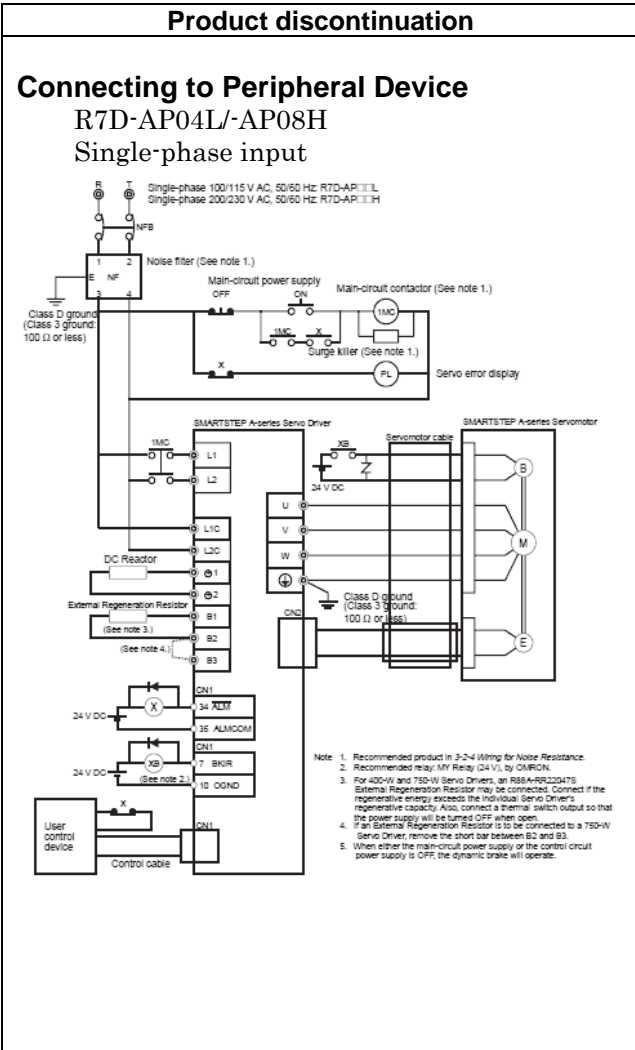 Product discontinuation
Connecting to Peripheral Device
R7D-AP04L/-AP08H
Single-phase input
R T
Single-phase 100/115 V AC, 50/60 Hz: R7D-AP□□L
Single-phase 200/230 V AC, 50/60 Hz: R7D-AP□□H
NFB
1 2
Noise filter (See note 1.)
E NF
3 4
Main-circuit power supply
OFF ON
Main-circuit contactor (See note 1.)
1MC
Class D ground
(Class 3 ground:
100 Ω or less)
1MC X
Surge killer (See note 1.)
X
PL
Servo error display
SMARTSTEP A-series Servo Driver
SMARTSTEP A-series Servomotor
1MC
L1
L2
XB
24 V DC
Servomotor cable
B
U
V
W
M
L1C
L2C
DC Reactor
⊖1
⊖2
Class D ground
(Class 3 ground:
100 Ω or less)
External Regeneration Resistor
B1
(See note 3.)
B2
(See note 4.)
B3
CN2
E
CN1
24 V DC
X
34 ALM
35 ALMCOM
CN1
24 V DC
XB
7 BKIR
(See note 2.)
10 OGND
X
User
control
device
CN1
Control cable
Note 1. Recommended product in 3-2-4 Wiring for Noise Resistance.
2. Recommended relay: MY Relay (24 V), by OMRON.
3. For 400-W and 750-W Servo Drivers, an R88A-RR22047S
External Regeneration Resistor may be connected. Connect if the
regenerative energy exceeds the individual Servo Driver's
regenerative capacity. Also, connect a thermal switch output so that
the power supply will be turned OFF when open.
4. If an External Regeneration Resistor is to be connected to a 750-W
Servo Driver, remove the short bar between B2 and B3.
5. When either the main-circuit power supply or the control circuit
power supply is OFF, the dynamic brake will operate.